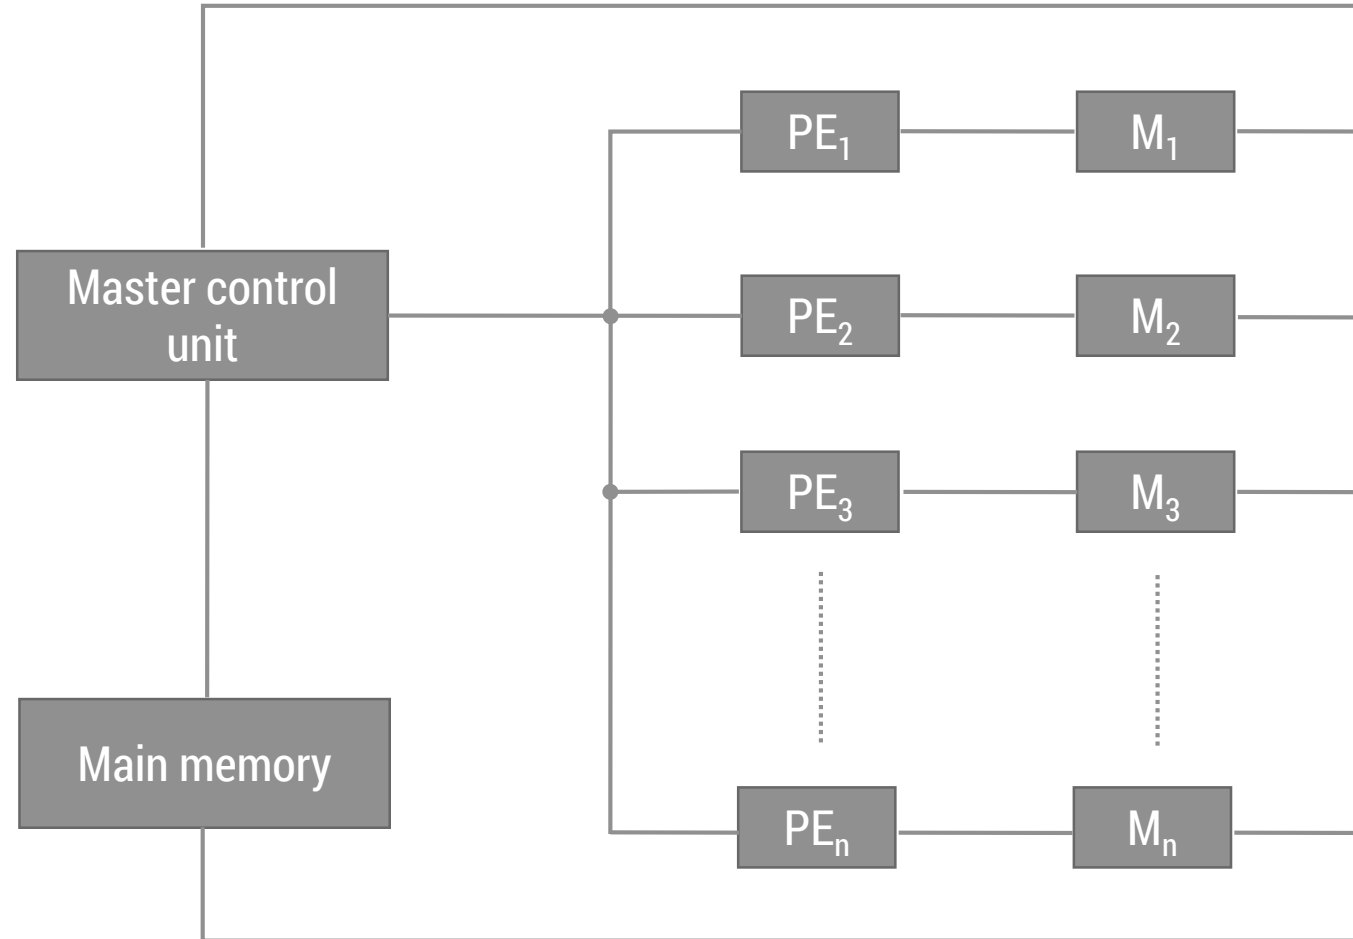 PE₁
M₁
Master control
unit
PE₂
M₂
PE₃
M₃
Main memory
PEₙ
Mₙ